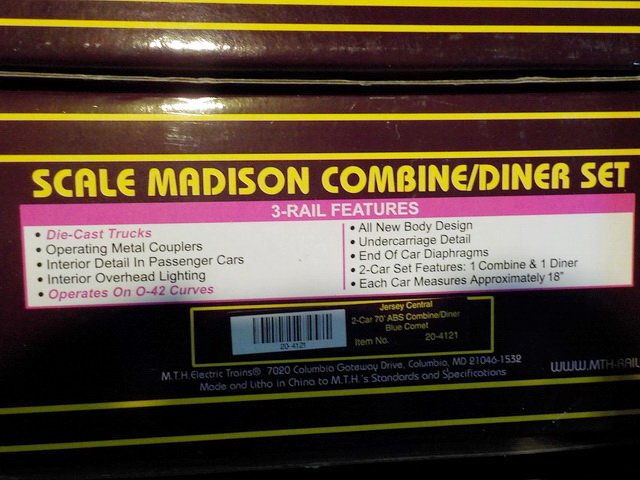 SCALE MADISON COMBINE/DINER SET
3-RAIL FEATURES
• Die-Cast Trucks
• Operating Metal Couplers
• Interior Detail In Passenger Cars
• Interior Overhead Lighting
• Operates On O-42 Curves
• All New Body Design
• Undercarriage Detail
• End Of Car Diaphragms
• 2-Car Set Features: 1 Combine & 1 Diner
• Each Car Measures Approximately 18"
20-4121
Jersey Central
2-Car 70' ABS Combine/Diner
Blue Comet
Item No. 20-4121
M.T.H. Electric Trains® 7020 Columbia Gateway Drive, Columbia, MD 21046-1532
Made and Litho in China to M.T.H.'s Standards and Specifications
WWW.MTH-RAIL